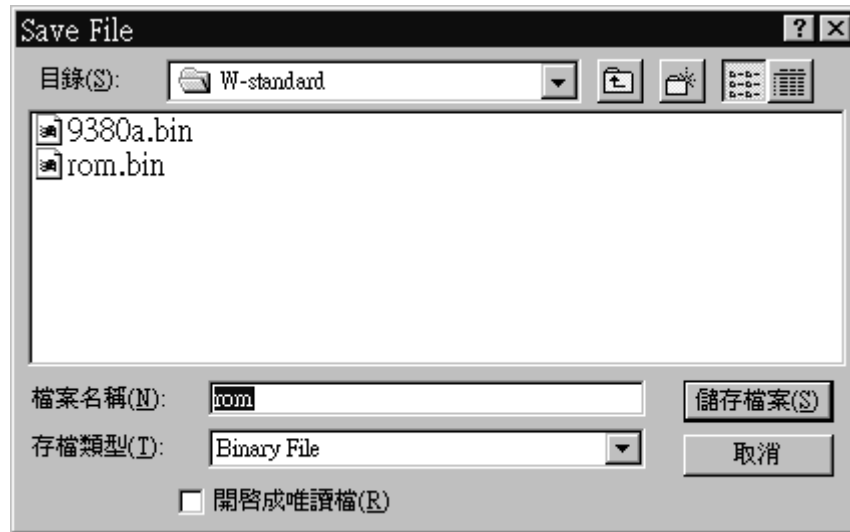 Save File
目錄(S): W-standard
9380a.bin
rom.bin
檔案名稱(N): rom 儲存檔案(S)
存檔類型(T): Binary File 取消
開啓成唯讀檔(R)